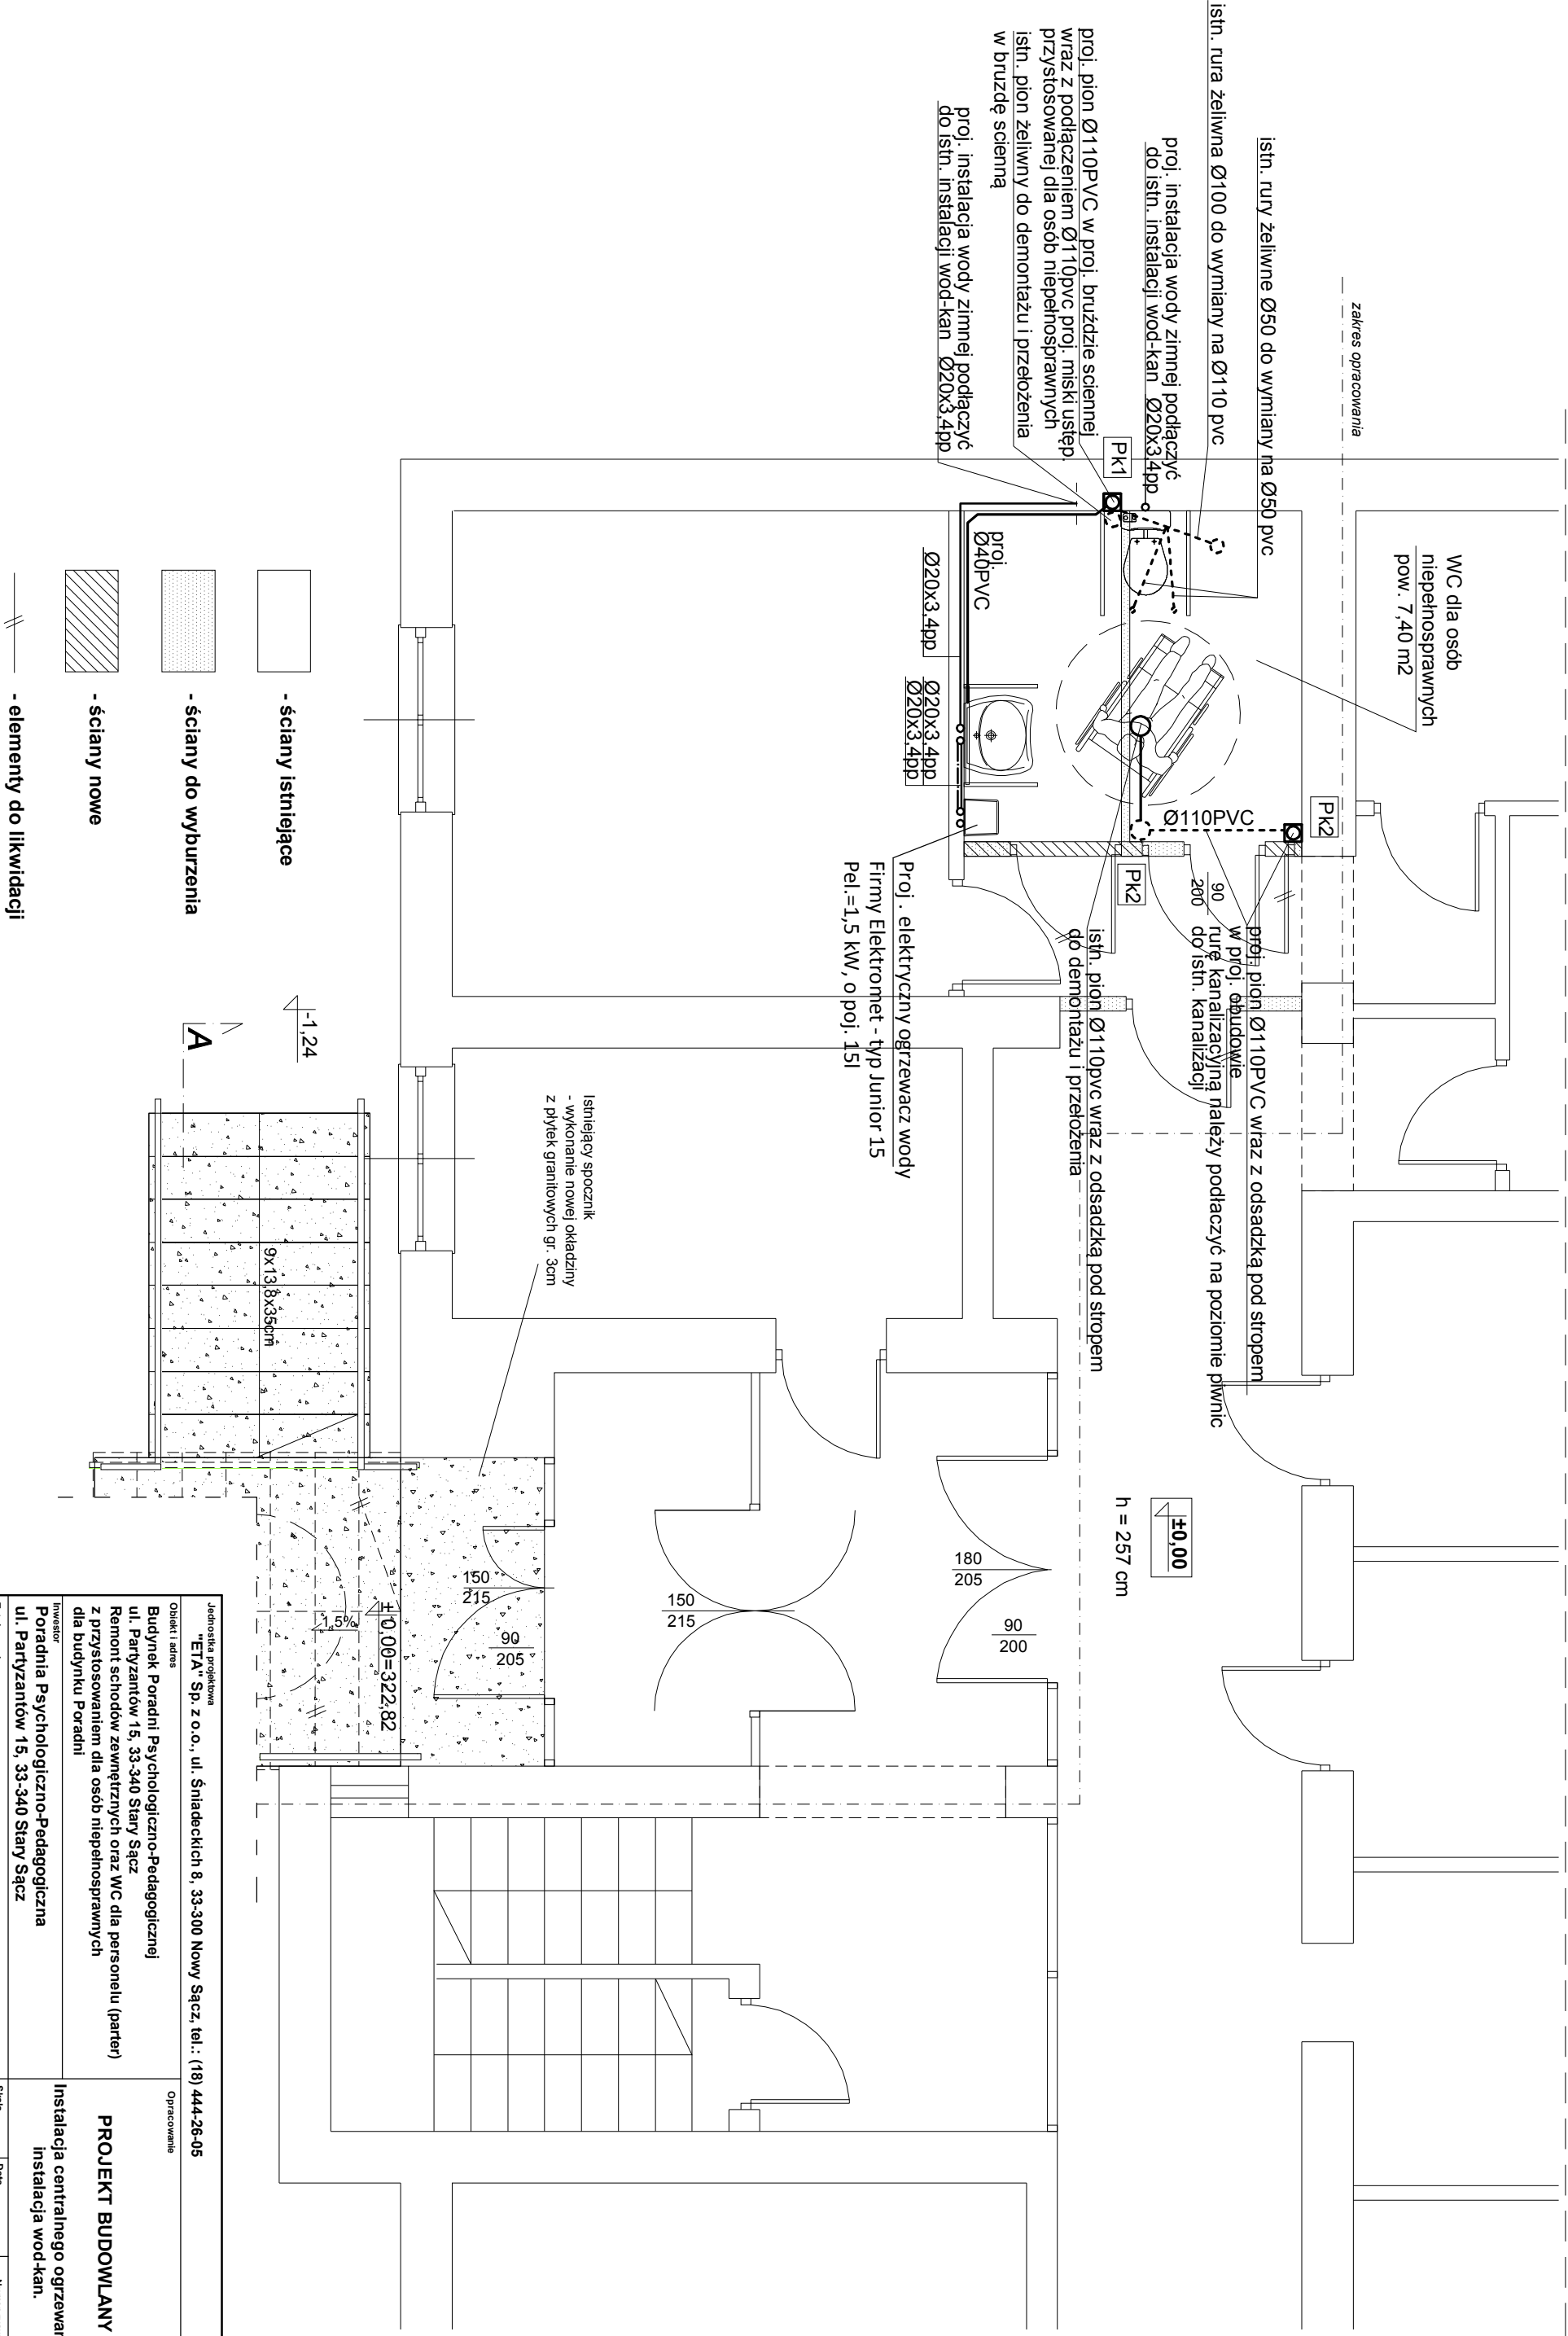 zakres opracowania
WC dla osób
niepełnosprawnych
pow. 7,40 m2
istn. rury żeliwne Ø50 do wymiany na Ø50 pvc
istn. rura żeliwna Ø100 do wymiany na Ø110 pvc
proj. instalacja wody zimnej podłączyć
do istn. instalacji wod-kan Ø20x3,4pp
proj. pion Ø110PVC w proj. bruździe sciennej
wraz z podłączeniem Ø110pvc proj. miski ustęp.
przystosowanej dla osób niepełnosprawnych
istn. pion żeliwny do demontażu i przełożenia
w bruzdę scienną
proj. instalacja wody zimnej podłączyć
do istn. instalacji wod-kan Ø20x3,4pp
Pk1
proj.
Ø40PVC
Ø20x3,4pp
Ø20x3,4pp
Ø20x3,4pp
Ø110PVC
Pk2
Pk2
90
200
proj. pion Ø110PVC wraz z odsadzką pod stropem
w proj. obudowie
rurę kanalizacyjną należy podłaczyć na poziomie piwnic
do istn. kanalizacji
istn. pion Ø110pvc wraz z odsadzką pod stropem
do demontażu i przełożenia
Proj . elektryczny ogrzewacz wody
Firmy Elektromet - typ Junior 15
Pel.=1,5 kW, o poj. 15l
±0,00
h = 257 cm
180
205
90
200
150
215
150
215
90
205
Istniejący spocznik
- wykonanie nowej okładziny
z płytek granitowych gr. 3cm
± 0,00=322,82
1,5%
9x13,8x35cm
-1,24
A
- ściany istniejące
- ściany do wyburzenia
- ściany nowe
- elementy do likwidacji
Jednostka projektowa
"ETA" Sp. z o.o., ul. Śniadeckich 8, 33-300 Nowy Sącz, tel.: (18) 444-26-05
Obiekt i adres
Budynek Poradni Psychologiczno-Pedagogicznej
ul. Partyzantów 15, 33-340 Stary Sącz
Remont schodów zewnętrznych oraz WC dla personelu (parter)
z przystosowaniem dla osób niepełnosprawnych
dla budynku Poradni
Opracowanie
PROJEKT BUDOWLANY
Inwestor
Poradnia Psychologiczno-Pedagogiczna
ul. Partyzantów 15, 33-340 Stary Sącz
Instalacja centralnego ogrzewan
instalacja wod-kan.